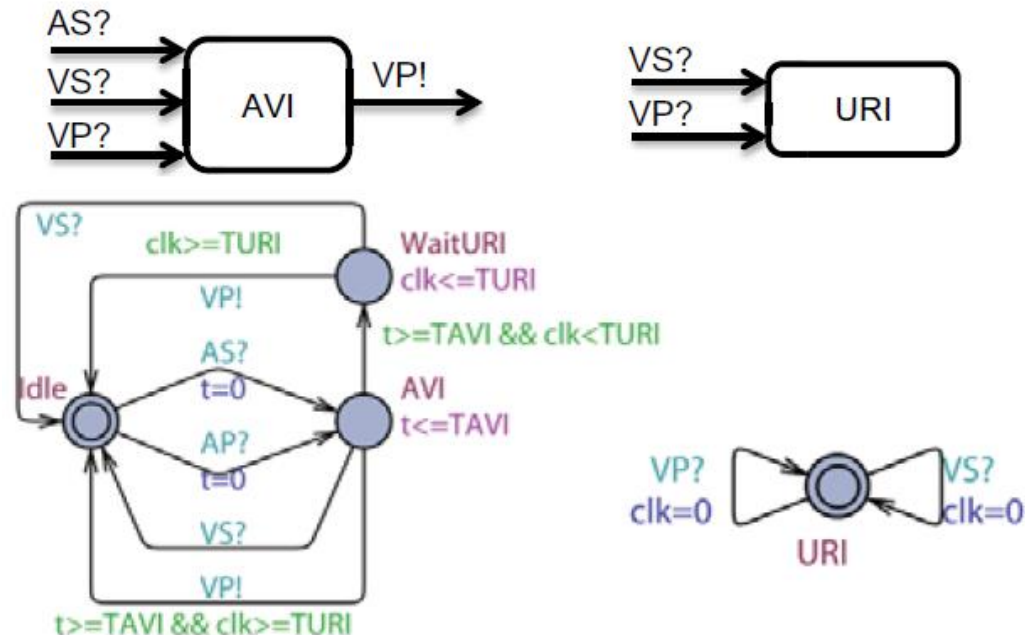 AS?
VS?
VP?
AVI
VP!
VS?
VP?
URI
VS?
clk>=TURI
VP!
WaitURI
clk<=TURI
t>=TAVI && clk<TURI
AS?
t=0
Idle
AVI
t<=TAVI
AP?
t=0
VS?
VP!
t>=TAVI && clk>=TURI
VP?
clk=0
VS?
clk=0
URI